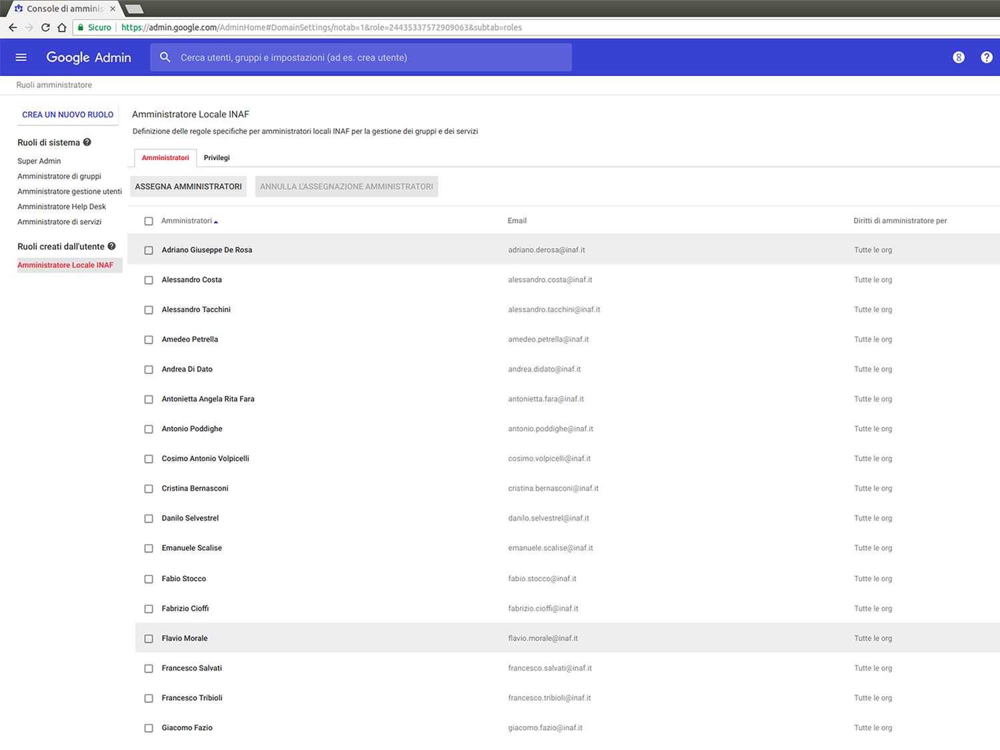 Console di amminis
Sicuro https://admin.google.com/AdminHome#DomainSettings/notab=1&role=24435337572909063&subtab=roles
Google Admin
Cerca utenti, gruppi e impostazioni (ad es. crea utente)
8 ?
Ruoli amministratore
CREA UN NUOVO RUOLO
Ruoli di sistema ?
Super Admin
Amministratore di gruppi
Amministratore gestione utenti
Amministratore Help Desk
Amministratore di servizi
Ruoli creati dall'utente ?
Amministratore Locale INAF
Amministratore Locale INAF
Definizione delle regole specifiche per amministratori locali INAF per la gestione dei gruppi e dei servizi
Amministratori Privilegi
ASSEGNA AMMINISTRATORI ANNULLA L'ASSEGNAZIONE AMMINISTRATORI
Amministratori Email Diritti di amministratore per
Adriano Giuseppe De Rosa adriano.derosa@inaf.it Tutte le org
Alessandro Costa alessandro.costa@inaf.it Tutte le org
Alessandro Tacchini alessandro.tacchini@inaf.it Tutte le org
Amedeo Petrella amedeo.petrella@inaf.it Tutte le org
Andrea Di Dato andrea.didato@inaf.it Tutte le org
Antonietta Angela Rita Fara antonietta.fara@inaf.it Tutte le org
Antonio Poddighe antonio.poddighe@inaf.it Tutte le org
Cosimo Antonio Volpicelli cosimo.volpicelli@inaf.it Tutte le org
Cristina Bernasconi cristina.bernasconi@inaf.it Tutte le org
Danilo Selvestrel danilo.selvestrel@inaf.it Tutte le org
Emanuele Scalise emanuele.scalise@inaf.it Tutte le org
Fabio Stocco fabio.stocco@inaf.it Tutte le org
Fabrizio Cioffi fabrizio.cioffi@inaf.it Tutte le org
Flavio Morale flavio.morale@inaf.it Tutte le org
Francesco Salvati francesco.salvati@inaf.it Tutte le org
Francesco Tribioli francesco.tribioli@inaf.it Tutte le org
Giacomo Fazio giacomo.fazio@inaf.it Tutte le org